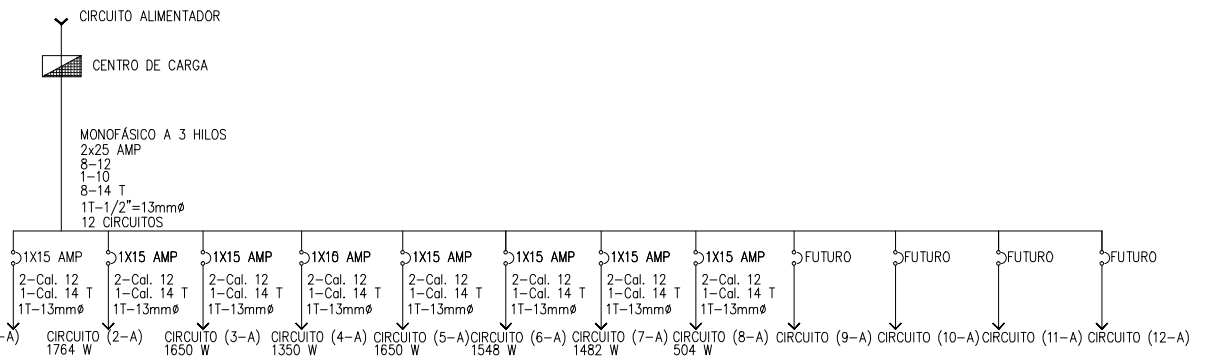 CIRCUITO ALIMENTADOR
CENTRO DE CARGA
MONOFÁSICO A 3 HILOS
2x25 AMP
8-12
1-10
8-14 T
1T-1/2"=13mmø
12 CIRCUITOS
1X15 AMP
2-Cal. 12
1-Cal. 14 T
1T-13mmø
-A)
1X15 AMP
2-Cal. 12
1-Cal. 14 T
1T-13mmø
CIRCUITO (2-A)
1764 W
1X15 AMP
2-Cal. 12
1-Cal. 14 T
1T-13mmø
CIRCUITO (3-A)
1650 W
1X16 AMP
2-Cal. 12
1-Cal. 14 T
1T-13mmø
CIRCUITO (4-A)
1350 W
1X15 AMP
2-Cal. 12
1-Cal. 14 T
1T-13mmø
CIRCUITO (5-A)
1650 W
1X15 AMP
2-Cal. 12
1-Cal. 14 T
1T-13mmø
CIRCUITO (6-A)
1548 W
1X15 AMP
2-Cal. 12
1-Cal. 14 T
1T-13mmø
CIRCUITO (7-A)
1482 W
1X15 AMP
2-Cal. 12
1-Cal. 14 T
1T-13mmø
CIRCUITO (8-A)
504 W
FUTURO
CIRCUITO (9-A)
FUTURO
CIRCUITO (10-A)
FUTURO
CIRCUITO (11-A)
FUTURO
CIRCUITO (12-A)